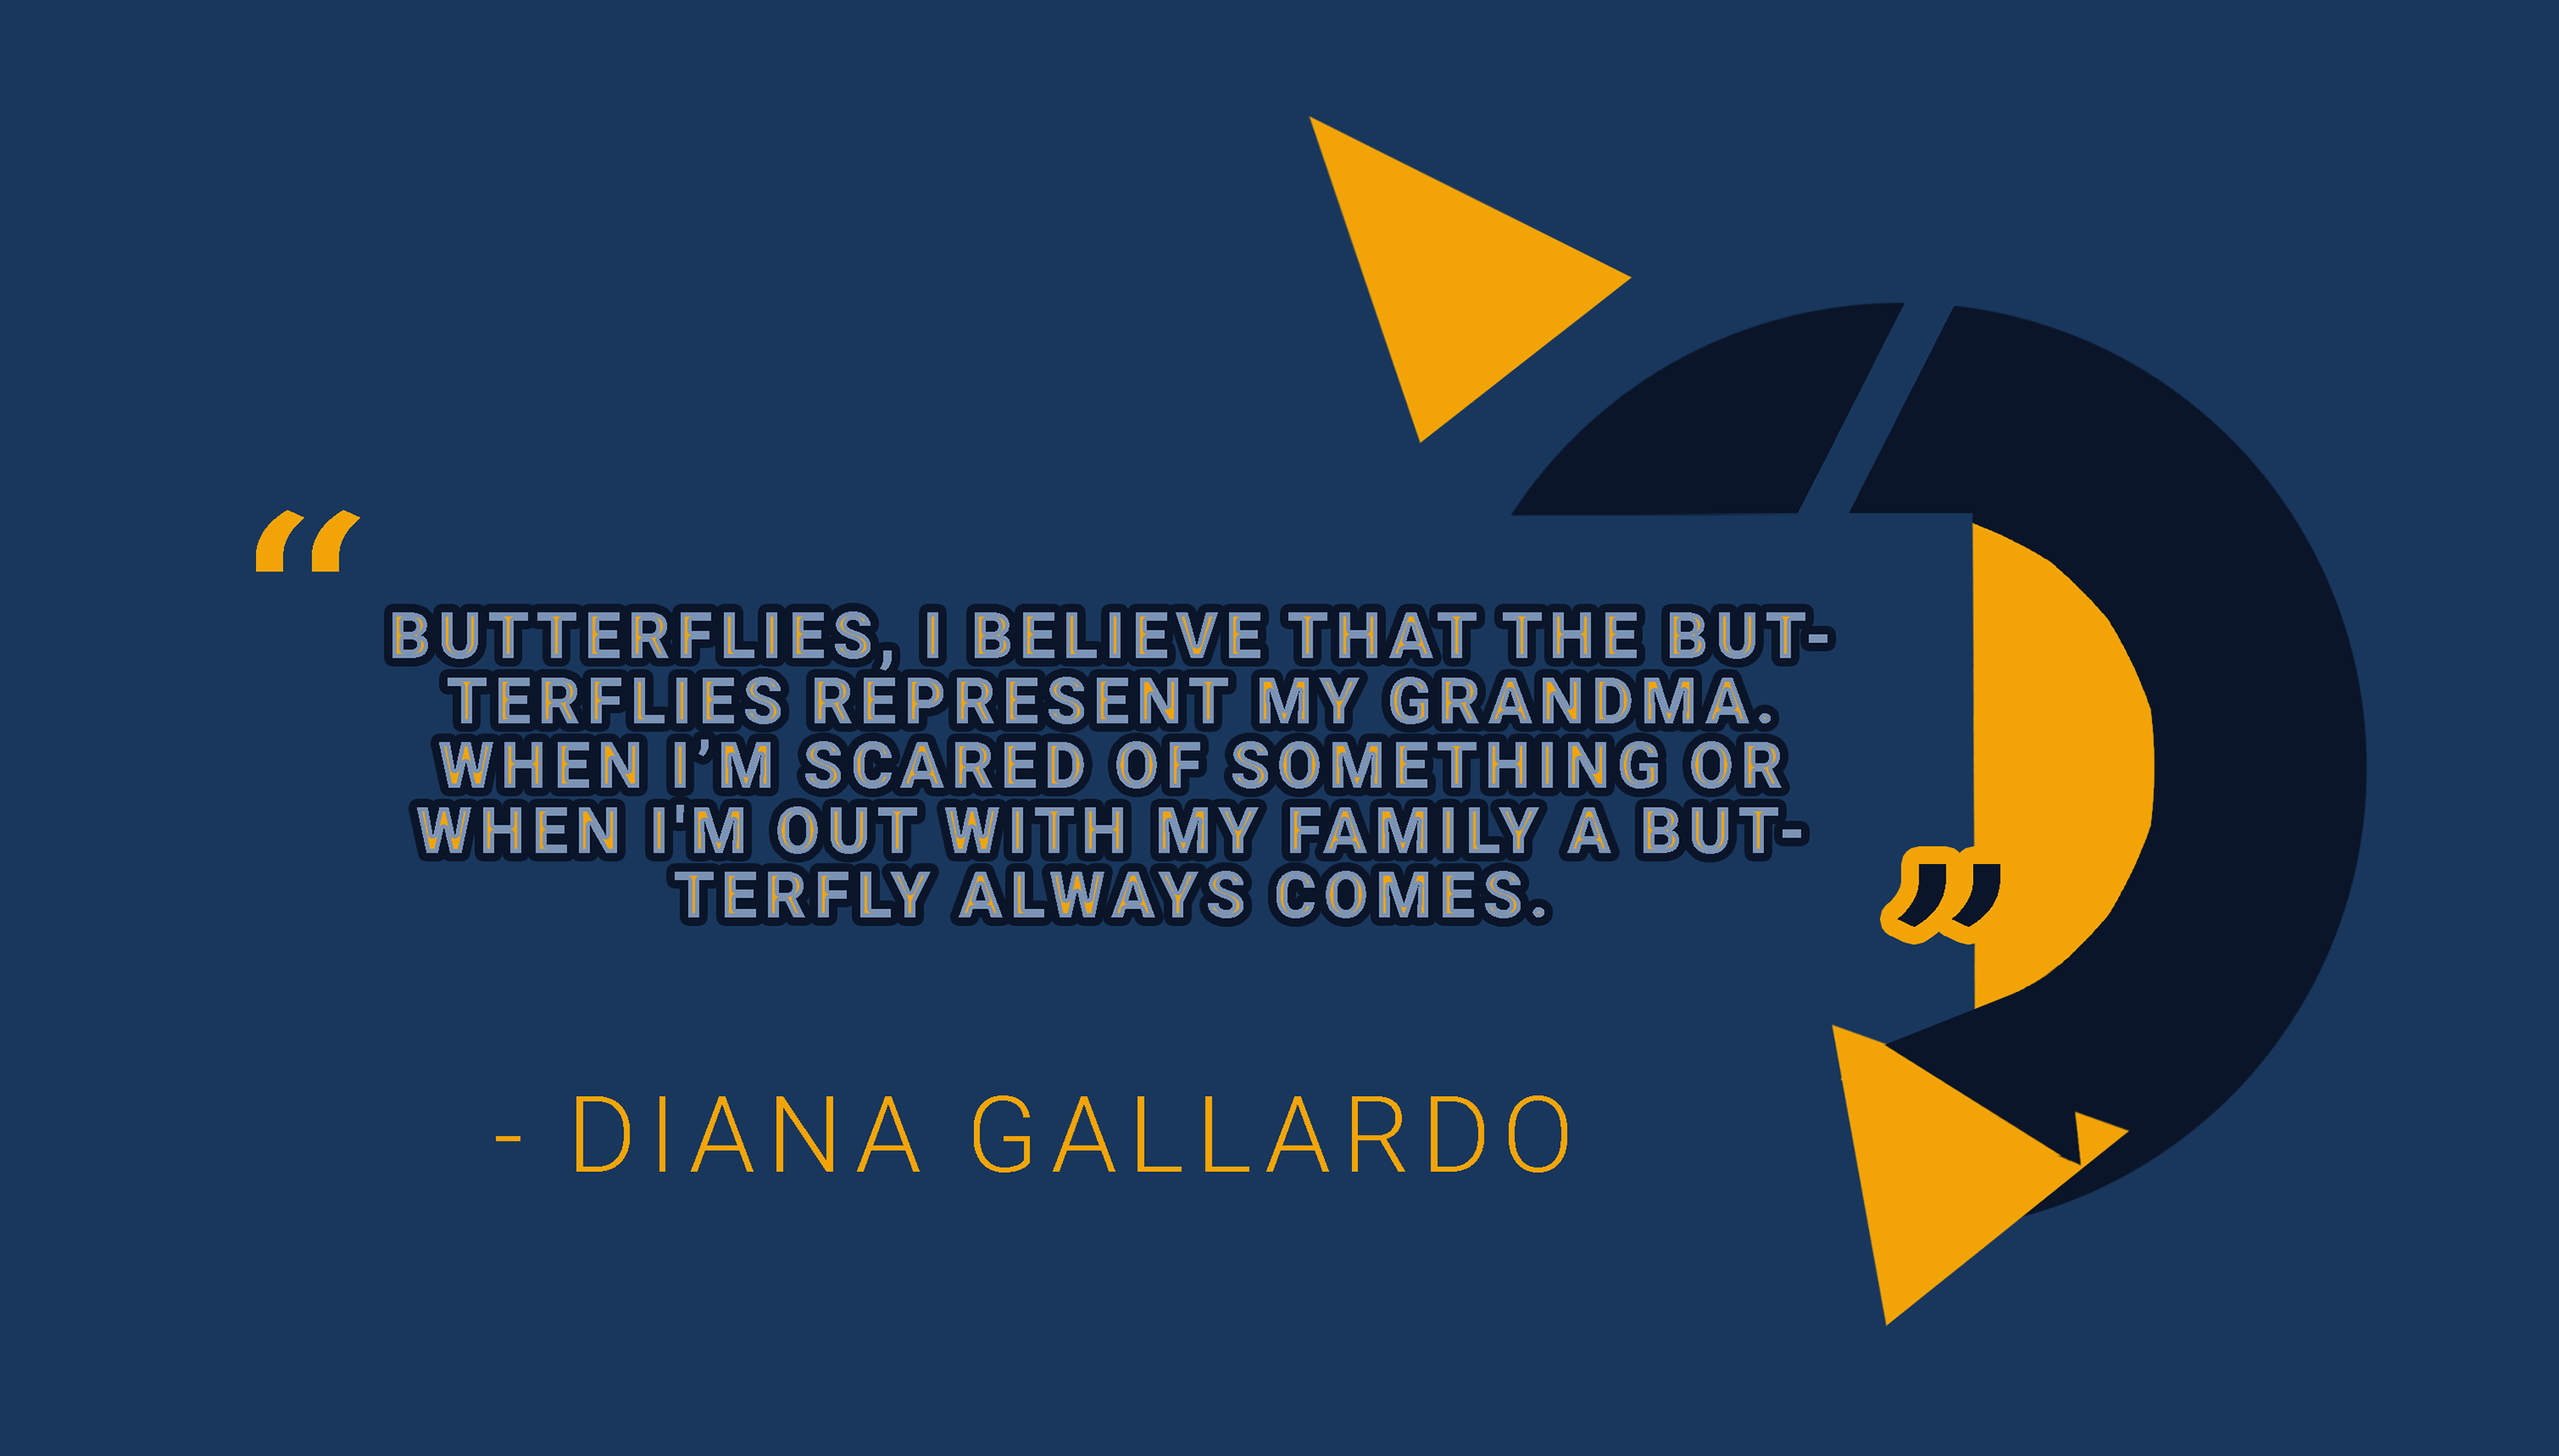 “
BUTTERFLIES, I BELIEVE THAT THE BUT-
TERFLIES REPRESENT MY GRANDMA.
WHEN I’M SCARED OF SOMETHING OR
WHEN I'M OUT WITH MY FAMILY A BUT-
TERFLY ALWAYS COMES.
”
- DIANA GALLARDO